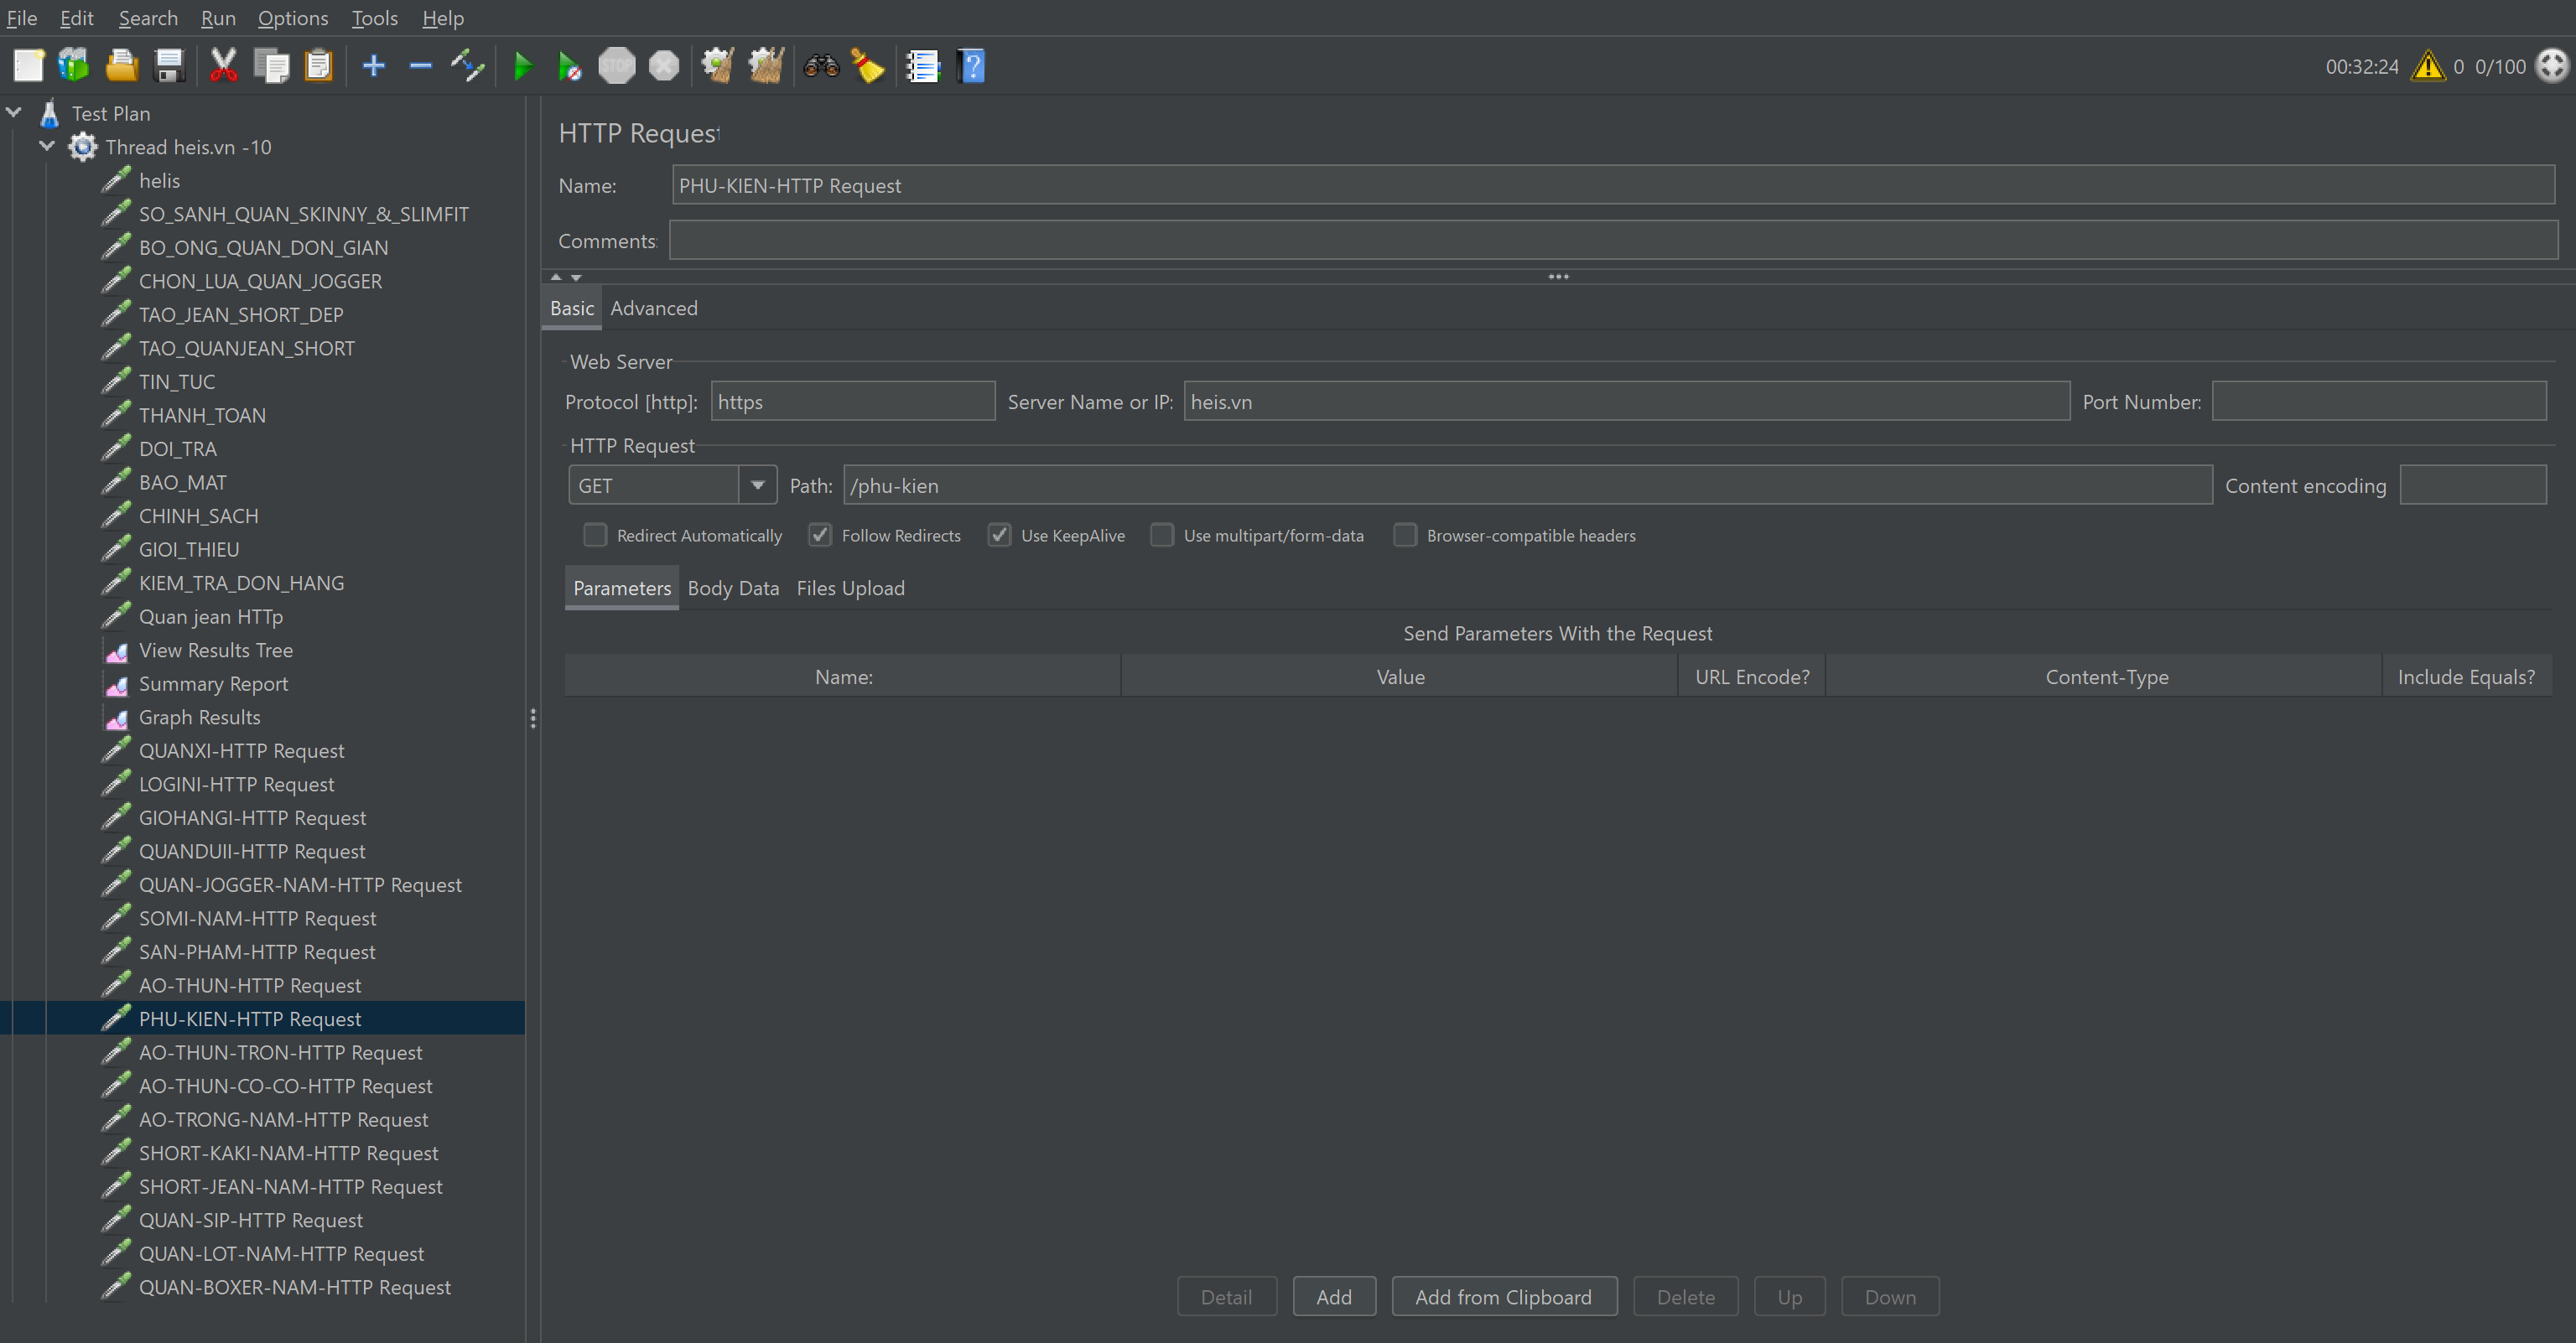 File Edit Search Run Options Tools Help
STOP
00:32:24 0 0/100
Test Plan
Thread heis.vn -10
helis
SO_SANH_QUAN_SKINNY_&_SLIMFIT
BO_ONG_QUAN_DON_GIAN
CHON_LUA_QUAN_JOGGER
TAO_JEAN_SHORT_DEP
TAO_QUANJEAN_SHORT
TIN_TUC
THANH_TOAN
DOI_TRA
BAO_MAT
CHINH_SACH
GIOI_THIEU
KIEM_TRA_DON_HANG
Quan jean HTTp
View Results Tree
Summary Report
Graph Results
QUANXI-HTTP Request
LOGINI-HTTP Request
GIOHANGI-HTTP Request
QUANDUII-HTTP Request
QUAN-JOGGER-NAM-HTTP Request
SOMI-NAM-HTTP Request
SAN-PHAM-HTTP Request
AO-THUN-HTTP Request
PHU-KIEN-HTTP Request
AO-THUN-TRON-HTTP Request
AO-THUN-CO-CO-HTTP Request
AO-TRONG-NAM-HTTP Request
SHORT-KAKI-NAM-HTTP Request
SHORT-JEAN-NAM-HTTP Request
QUAN-SIP-HTTP Request
QUAN-LOT-NAM-HTTP Request
QUAN-BOXER-NAM-HTTP Request
HTTP Request
Name: PHU-KIEN-HTTP Request
Comments:
Basic Advanced
Web Server
Protocol [http]: https Server Name or IP: heis.vn Port Number:
HTTP Request
GET Path: /phu-kien Content encoding
Redirect Automatically Follow Redirects Use KeepAlive Use multipart/form-data Browser-compatible headers
Parameters Body Data Files Upload
Send Parameters With the Request
Name: Value URL Encode? Content-Type Include Equals?
Detail Add Add from Clipboard Delete Up Down